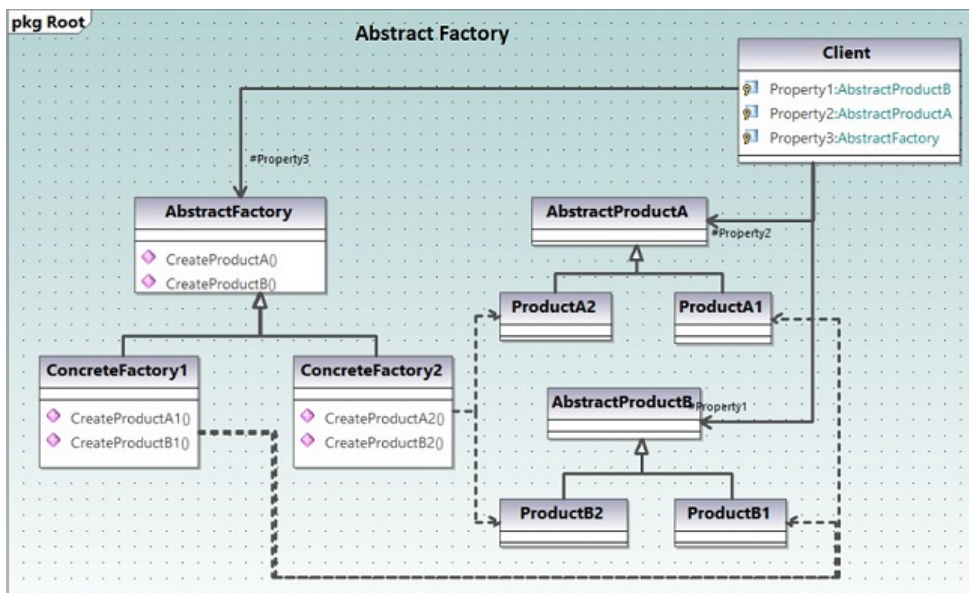 pkg Root
Abstract Factory
Client
Property1:AbstractProductB
Property2:AbstractProductA
Property3:AbstractFactory
#Property3
AbstractFactory
CreateProductA()
CreateProductB()
AbstractProductA
#Property2
ProductA2
ProductA1
ConcreteFactory1
CreateProductA1()
CreateProductB1()
ConcreteFactory2
CreateProductA2()
CreateProductB2()
AbstractProductB
#Property1
ProductB2
ProductB1